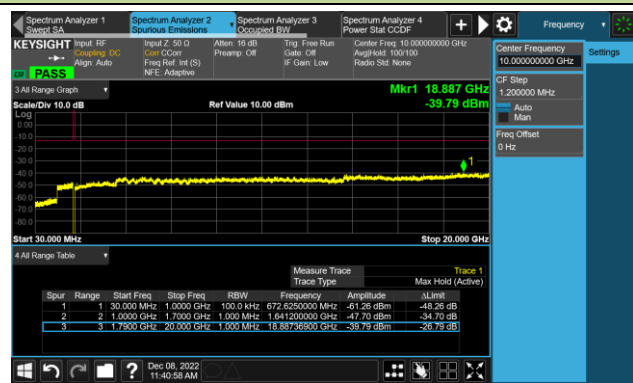 Spectrum Analyzer 1
Swept SA
Spectrum Analyzer 2
Spurious Emissions
Spectrum Analyzer 3
Occupied BW
Spectrum Analyzer 4
Power Stat CCDF
Frequency
KEYSIGHT
Input: RF
Coupling: DC
Align: Auto
Input Z: 50 Ω
Corr CCorr
Freq Ref: Int (S)
NFE: Adaptive
Atten: 16 dB
Preamp: Off
Trig: Free Run
Gate: Off
IF Gain: Low
Center Freq: 10.000000000 GHz
Avg|Hold: 100/100
Radio Std: None
PASS
Center Frequency
10.000000000 GHz
Settings
CF Step
1.200000 MHz
Auto
Man
Freq Offset
0 Hz
3 All Range Graph
Mkr1 18.887 GHz
-39.79 dBm
Scale/Div 10.0 dB
Ref Value 10.00 dBm
Log
0.00
-10.0
-20.0
-30.0
-40.0
-50.0
-60.0
-70.0
-80.0
1
Start 30.000 MHz
Stop 20.000 GHz
4 All Range Table
Measure Trace Trace 1
Trace Type Max Hold (Active)
Spur Range Start Freq Stop Freq RBW Frequency Amplitude ΔLimit
1 1 30.000 MHz 1.0000 GHz 100.0 kHz 672.6250000 MHz -61.26 dBm -48.26 dB
2 2 1.0000 GHz 1.7000 GHz 1.000 MHz 1.641200000 GHz -47.70 dBm -34.70 dB
3 3 1.7900 GHz 20.000 GHz 1.000 MHz 18.88736900 GHz -39.79 dBm -26.79 dB
Dec 08, 2022
11:40:58 AM